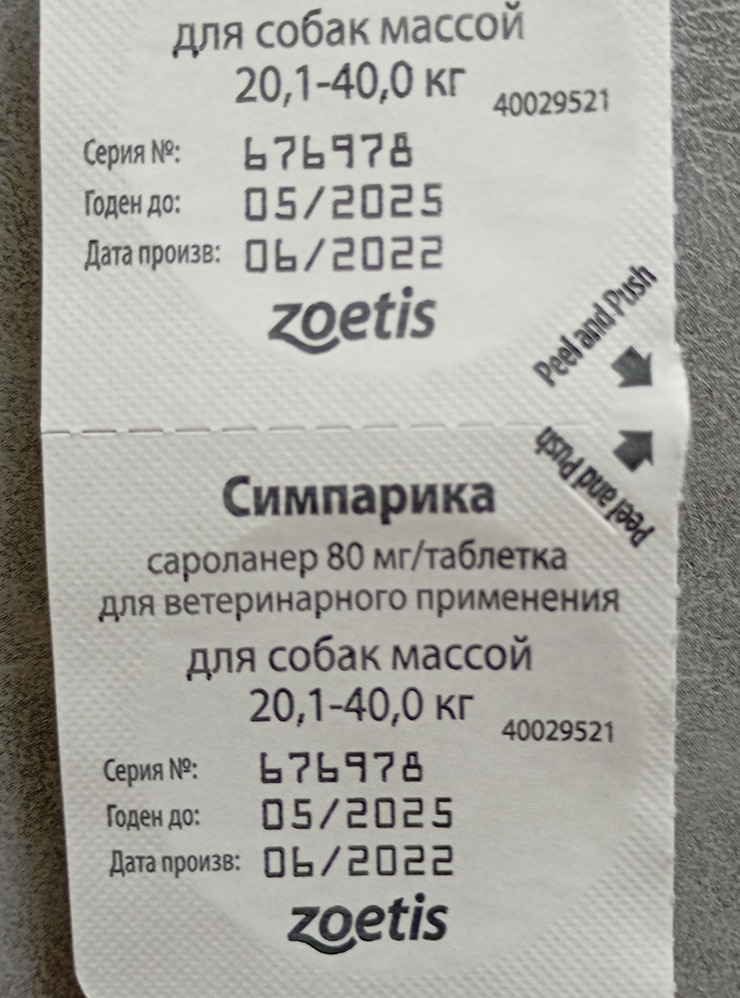 для собак массой
20,1-40,0 кг
40029521
Серия №: 676978
Годен до: 05/2025
Дата произв: 06/2022
zoetis
Peel and Push
Peel and Push
Симпарика
сароланер 80 мг/таблетка
для ветеринарного применения
для собак массой
20,1-40,0 кг
40029521
Серия №: 676978
Годен до: 05/2025
Дата произв: 06/2022
zoetis